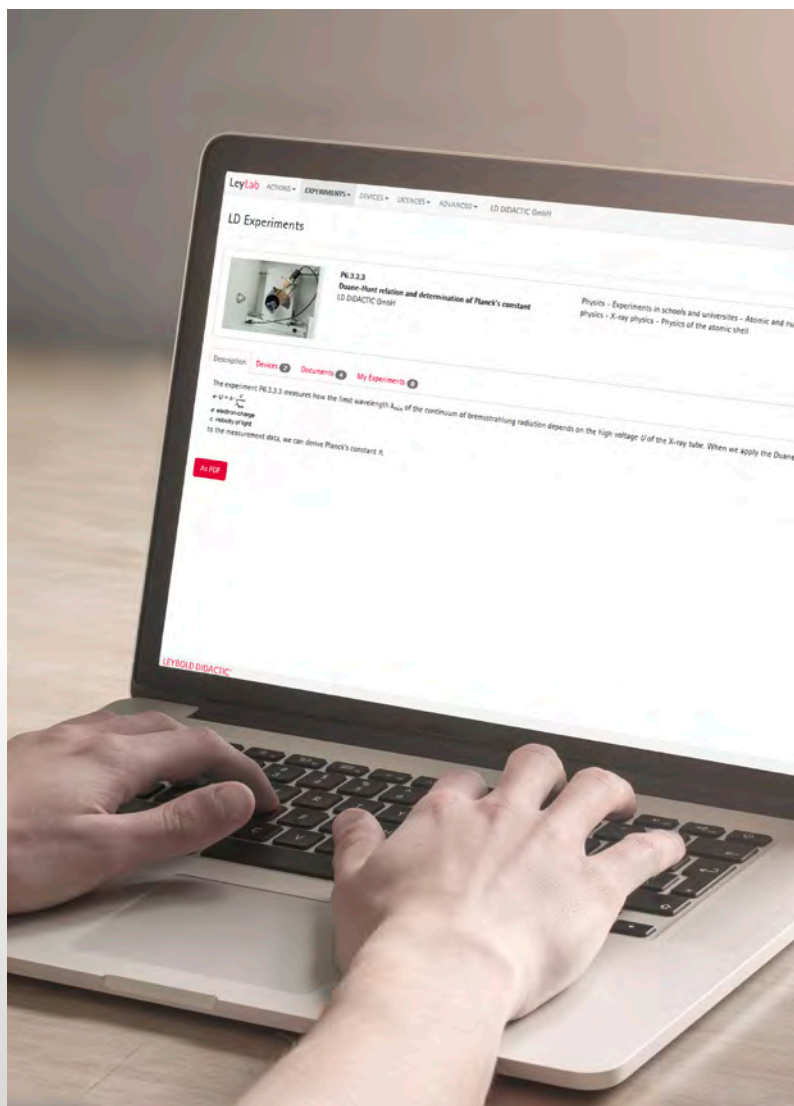 LeyLab ACTIONS EXPERIMENTS DEVICES LICENCES ADVANCED LD DIDACTIC GmbH
LD Experiments
P6.3.3.3
Duane-Hunt relation and determination of Planck's constant
LD DIDACTIC GmbH
Physics - Experiments in schools and universites - Atomic and nu
physics - X-ray physics - Physics of the atomic shell
Description Devices Documents 4 My Experiments 0
The experiment P6.3.3.3 measures how the limit wavelength λmin of the continuum of bremsstrahlung radiation depends on the high voltage U of the X-ray tube. When we apply the Duane
e · U = h · c / λmin
e: electron charge
c: velocity of light
to the measurement data, we can derive Planck's constant h.
As PDF
LEYBOLD DIDACTIC